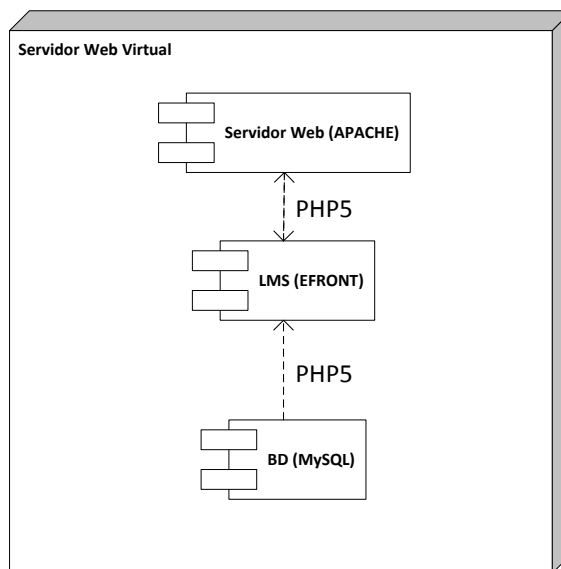 Servidor Web Virtual
Servidor Web (APACHE)
PHP5
LMS (EFRONT)
PHP5
BD (MySQL)